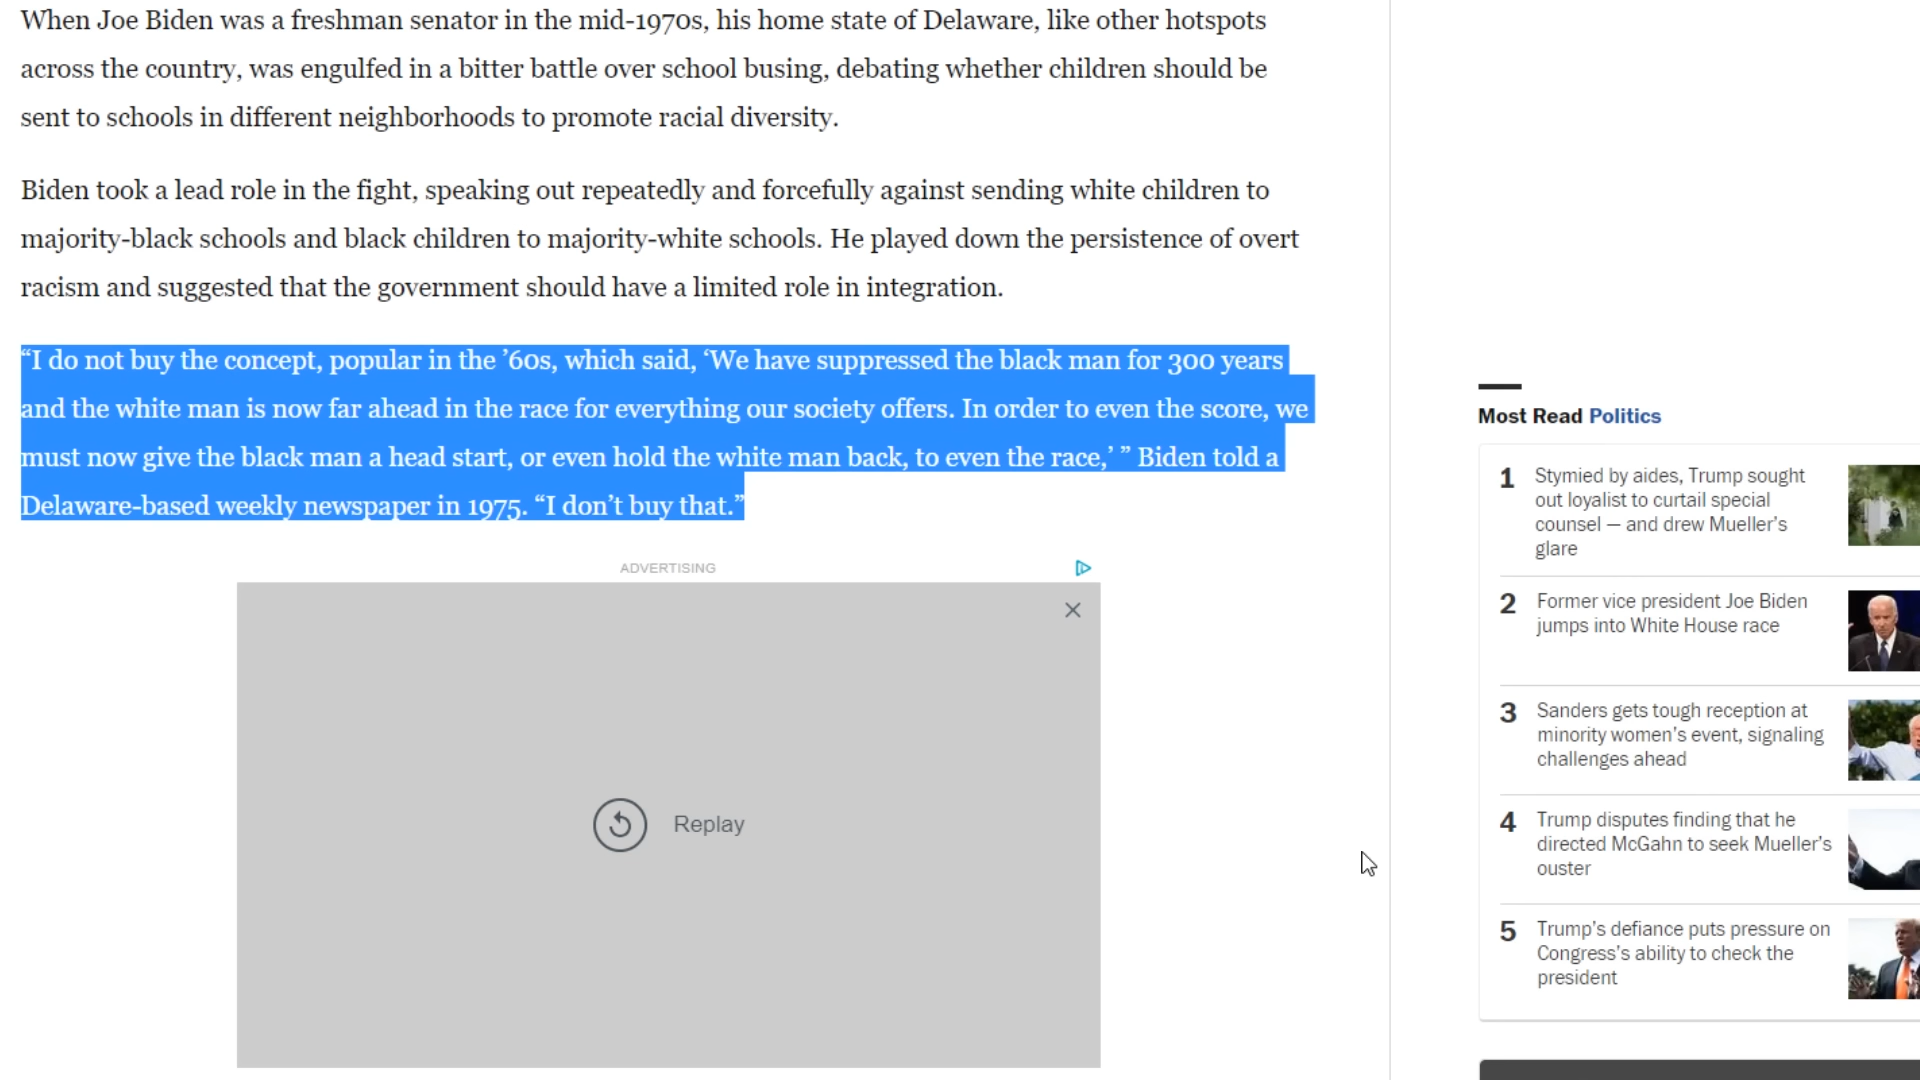 When Joe Biden was a freshman senator in the mid-1970s, his home state of Delaware, like other hotspots
across the country, was engulfed in a bitter battle over school busing, debating whether children should be
sent to schools in different neighborhoods to promote racial diversity.
Biden took a lead role in the fight, speaking out repeatedly and forcefully against sending white children to
majority-black schools and black children to majority-white schools. He played down the persistence of overt
racism and suggested that the government should have a limited role in integration.
“I do not buy the concept, popular in the ’60s, which said, ‘We have suppressed the black man for 300 years
and the white man is now far ahead in the race for everything our society offers. In order to even the score, we
must now give the black man a head start, or even hold the white man back, to even the race,’ ” Biden told a
Delaware-based weekly newspaper in 1975. “I don’t buy that.”
ADVERTISING
Replay
Most Read Politics
1 Stymied by aides, Trump sought
out loyalist to curtail special
counsel — and drew Mueller’s
glare
2 Former vice president Joe Biden
jumps into White House race
3 Sanders gets tough reception at
minority women’s event, signaling
challenges ahead
4 Trump disputes finding that he
directed McGahn to seek Mueller’s
ouster
5 Trump’s defiance puts pressure on
Congress’s ability to check the
president